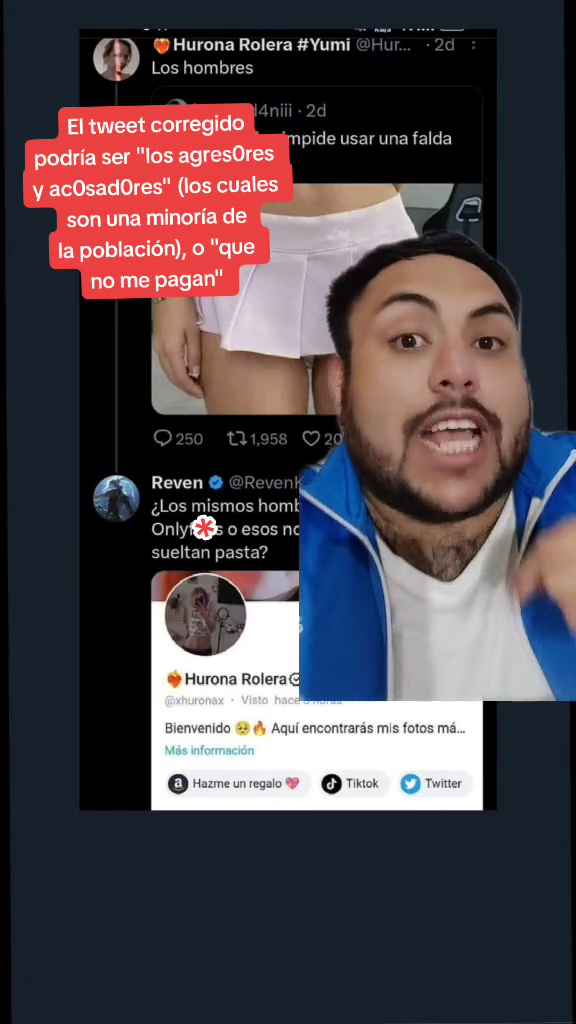 Hurona Rolera #Yumi @Hur... · 2d
Los hombres
d4niii · 2d
impide usar una falda
El tweet corregido
podría ser "los agres0res
y ac0sad0res" (los cuales
son una minoría de
la población), o "que
no me pagan"
250 1,958 20
Reven @RevenK
¿Los mismos homb
Onlyf s o esos no
sueltan pasta?
Hurona Rolera
@xhuronax · Visto hace
Bienvenido 🥺🔥 Aquí encontrarás mis fotos má...
Más información
Hazme un regalo 💖 Tiktok Twitter